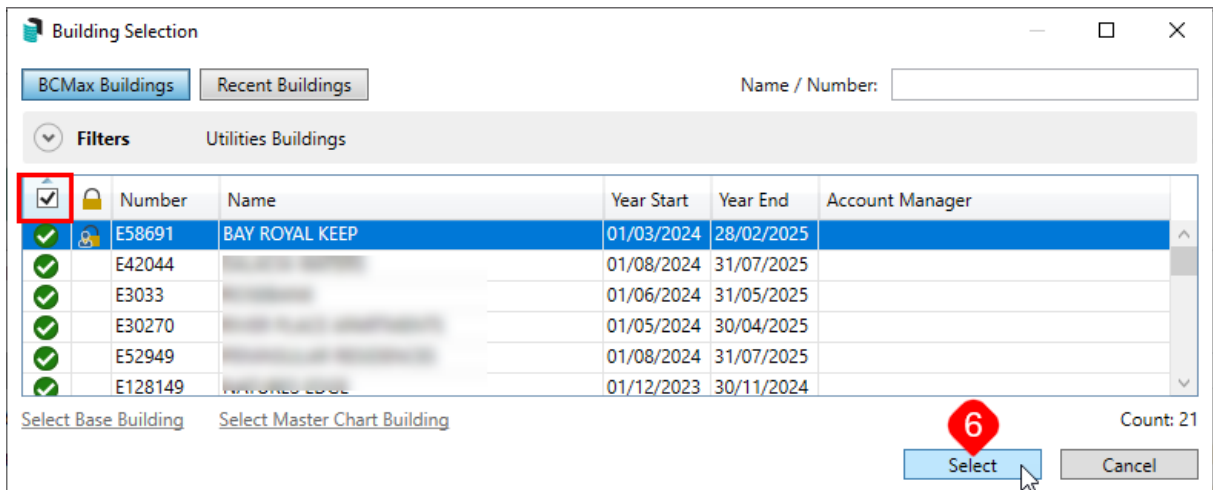 Building Selection
BCMax Buildings Recent Buildings Name / Number:
Filters Utilities Buildings
Number Name Year Start Year End Account Manager
E58691 BAY ROYAL KEEP 01/03/2024 28/02/2025
E42044 01/08/2024 31/07/2025
E3033 01/06/2024 31/05/2025
E30270 01/05/2024 30/04/2025
E52949 01/08/2024 31/07/2025
E128149 01/12/2023 30/11/2024
Select Base Building Select Master Chart Building Count: 21
6
Select Cancel